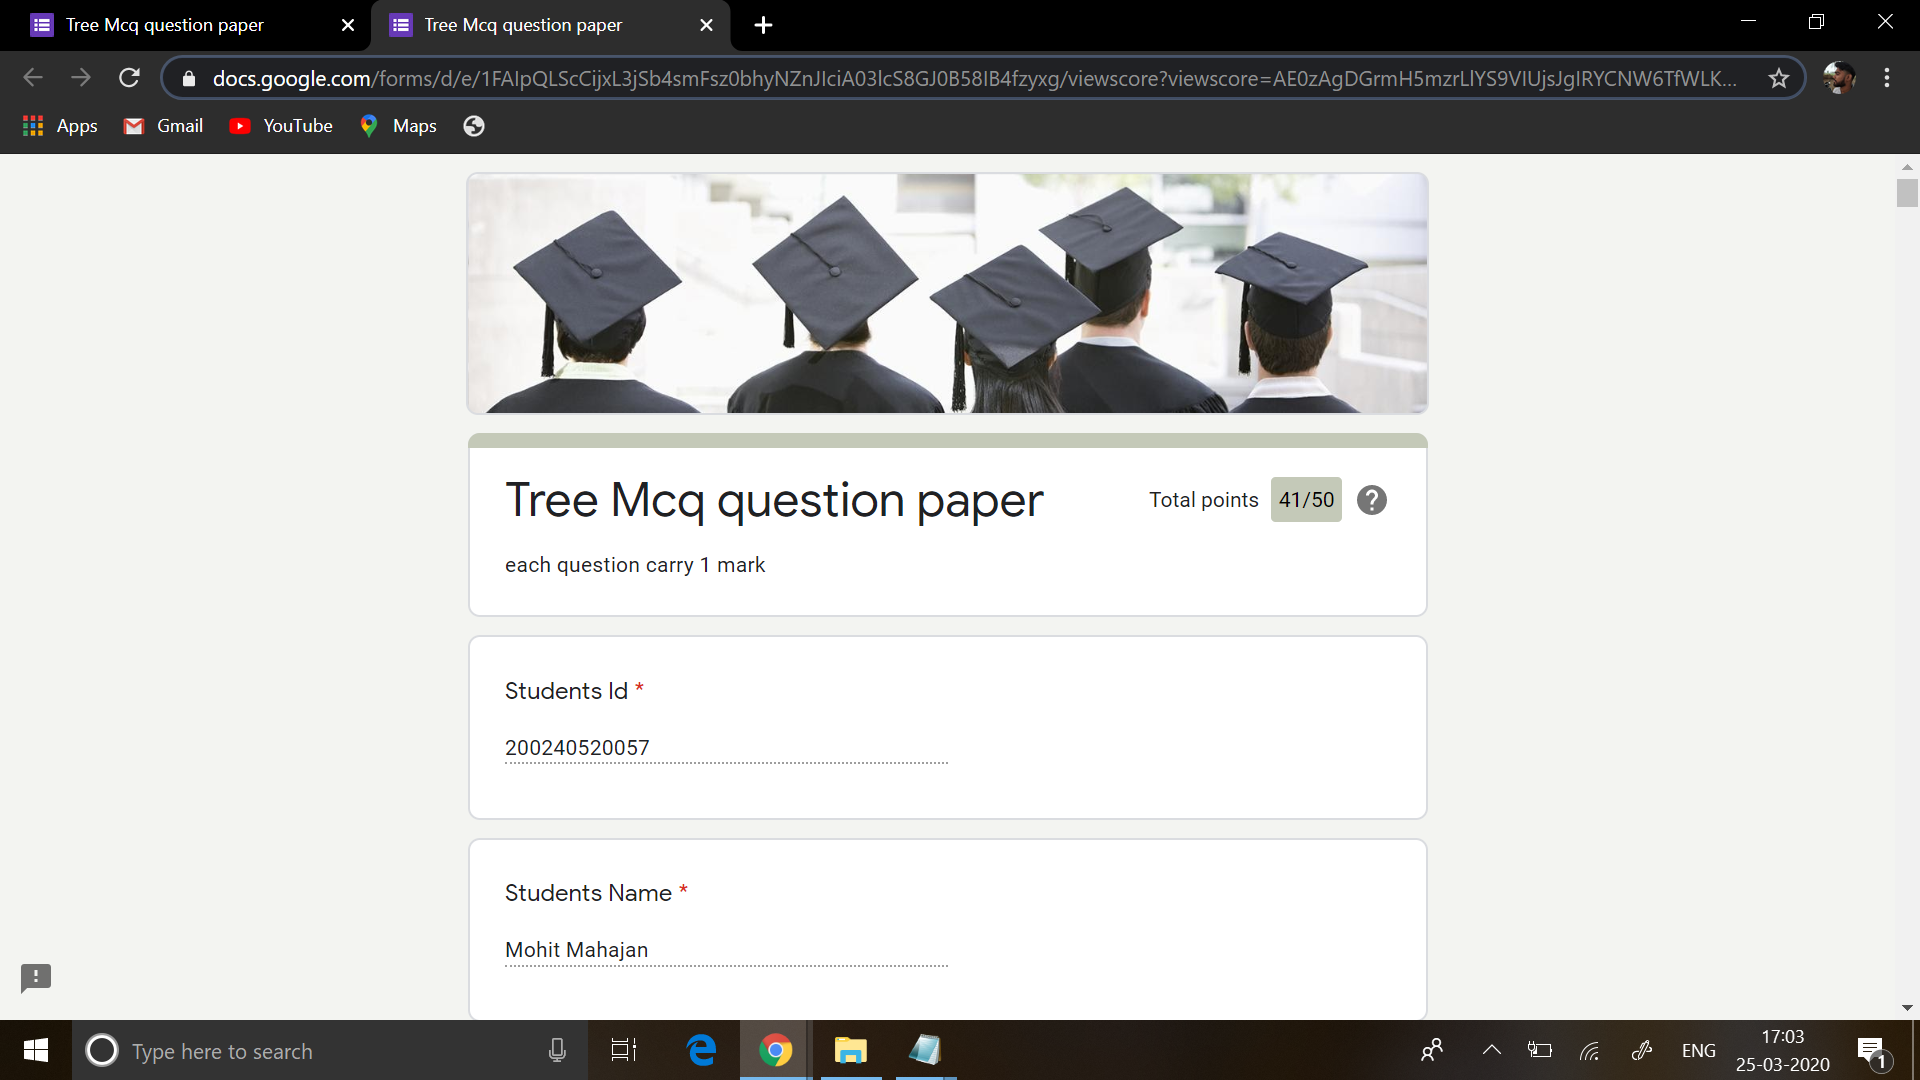 Tree Mcq question paper
Tree Mcq question paper
docs.google.com/forms/d/e/1FAIpQLScCijxL3jSb4smFsz0bhyNZnJIciA03lcS8GJ0B58IB4fzyxg/viewscore?viewscore=AE0zAgDGrmH5mzrLlYS9VIUjsJgIRYCNW6TfWLK...
Apps
Gmail
YouTube
Maps
Tree Mcq question paper
Total points 41/50
each question carry 1 mark
Students Id *
200240520057
Students Name *
Mohit Mahajan
Type here to search
ENG
17:03
25-03-2020
1